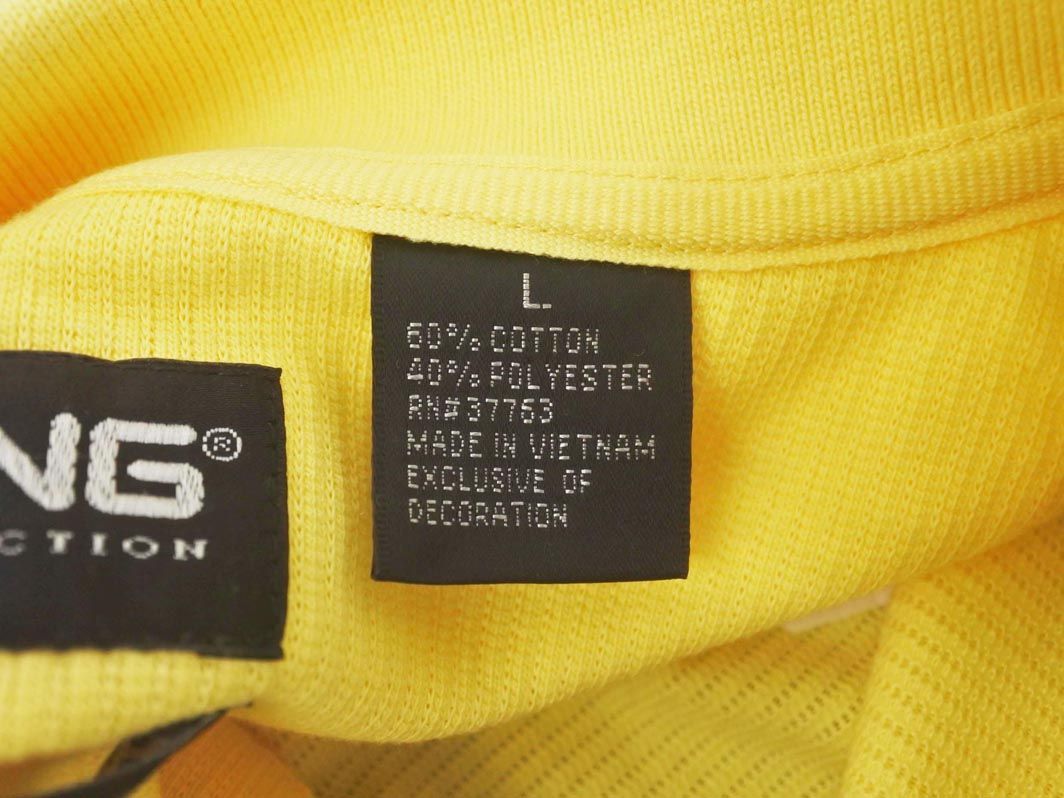 NG®
CTION
L
60% COTTON
40% POLYESTER
RN#37763
MADE IN VIETNAM
EXCLUSIVE OF
DECORATION